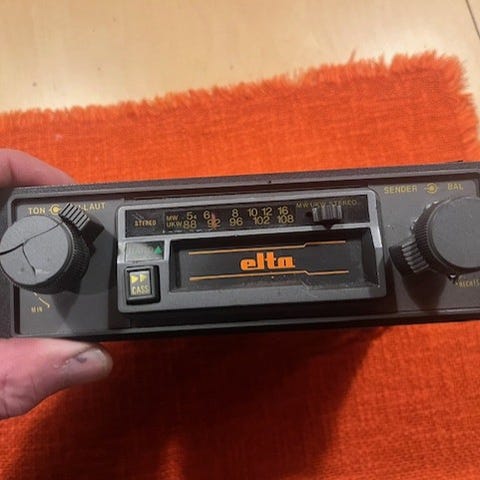 TON LAUT
MIN
STEREO
MW 5 6 8 10 12 16
UKW 88 92 96 102 108
MW UKW STEREO
CASS
elta
SENDER BAL
RECHTS